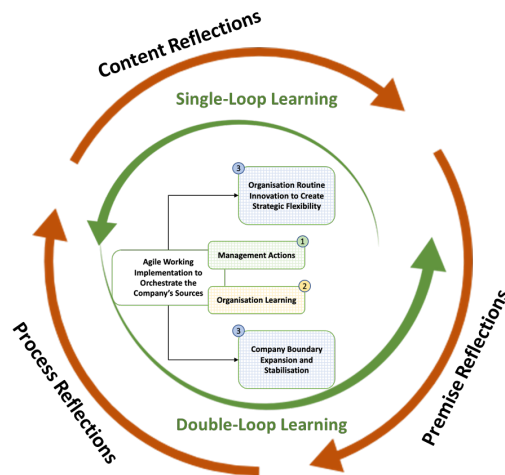 Content Reflections
Single-Loop Learning
3
Organisation Routine
Innovation to Create
Strategic Flexibility
1
Management Actions
Agile Working
Implementation to
Orchestrate the
Company's Sources
2
Organisation Learning
3
Company Boundary
Expansion and
Stabilisation
Process Reflections
Premise Reflections
Double-Loop Learning